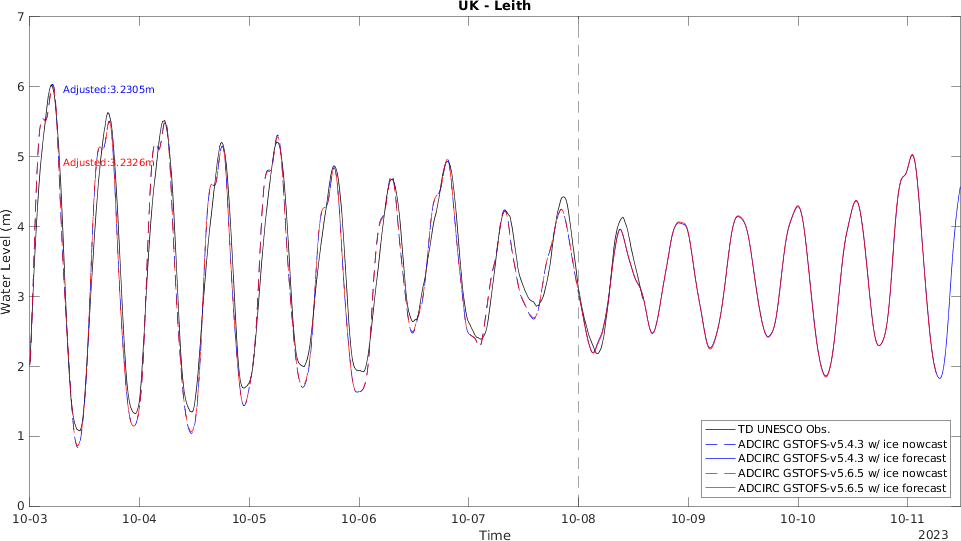 UK - Leith
7
6
5
4
3
2
1
0
Water Level (m)
Adjusted:3.2305m
Adjusted:3.2326m
TD UNESCO Obs.
ADCIRC GSTOFS-v5.4.3 w/ ice nowcast
ADCIRC GSTOFS-v5.4.3 w/ ice forecast
ADCIRC GSTOFS-v5.6.5 w/ ice nowcast
ADCIRC GSTOFS-v5.6.5 w/ ice forecast
10-03 10-04 10-05 10-06 10-07 10-08 10-09 10-10 10-11
Time
2023